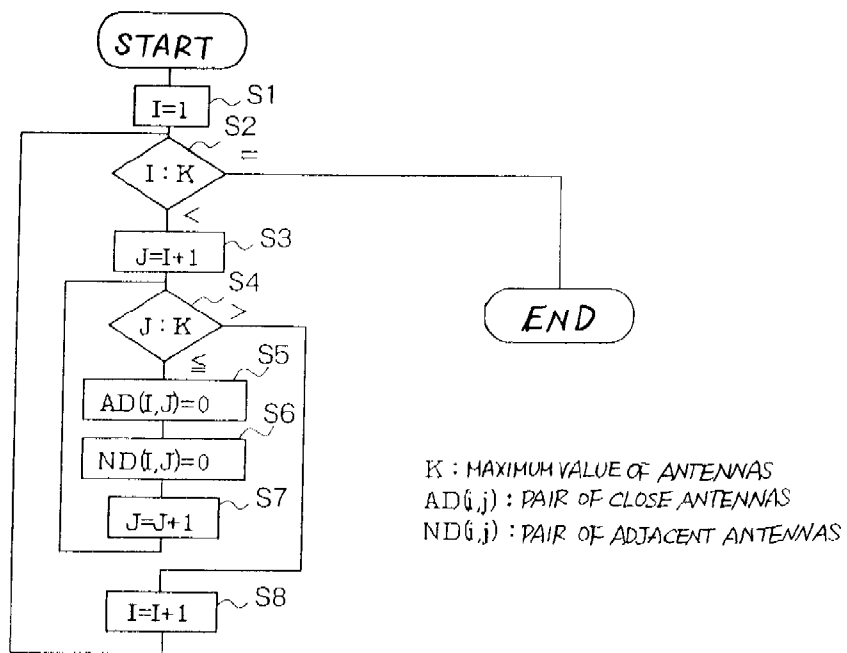 START
I=1
S1
S2
I : K
=
<
S3
J=I+1
S4
J : K
>
≦
S5
AD(I,J)=0
S6
ND(I,J)=0
S7
J=J+1
S8
I=I+1
END
K : MAXIMUM VALUE OF ANTENNAS
AD(i,j) : PAIR OF CLOSE ANTENNAS
ND(i,j) : PAIR OF ADJACENT ANTENNAS